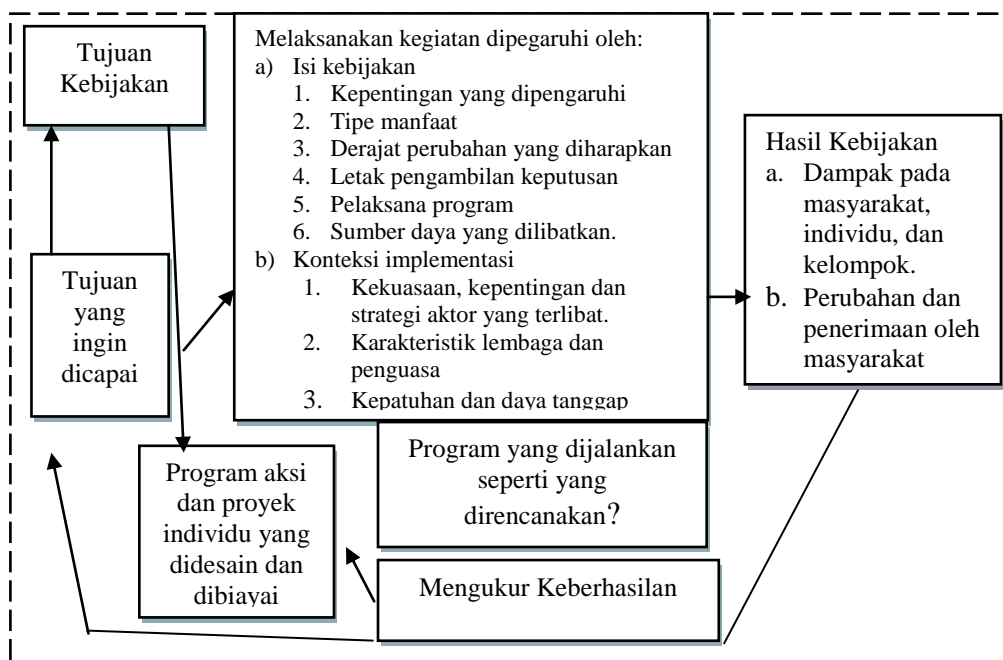 Tujuan
Kebijakan
Melaksanakan kegiatan dipegaruhi oleh:
a) Isi kebijakan
1. Kepentingan yang dipengaruhi
2. Tipe manfaat
3. Derajat perubahan yang diharapkan
4. Letak pengambilan keputusan
5. Pelaksana program
6. Sumber daya yang dilibatkan.
b) Konteksi implementasi
1. Kekuasaan, kepentingan dan
strategi aktor yang terlibat.
2. Karakteristik lembaga dan
penguasa
3. Kepatuhan dan daya tanggap
Hasil Kebijakan
a. Dampak pada
masyarakat,
individu, dan
kelompok.
b. Perubahan dan
penerimaan oleh
masyarakat
Tujuan
yang
ingin
dicapai
Program aksi
dan proyek
individu yang
didesain dan
dibiayai
Program yang dijalankan
seperti yang
direncanakan?
Mengukur Keberhasilan